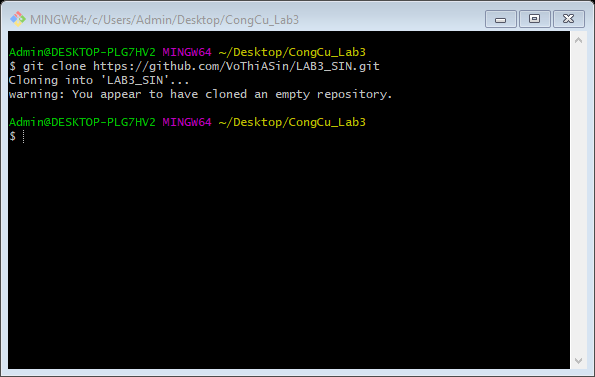 MINGW64:/c/Users/Admin/Desktop/CongCu_Lab3
Admin@DESKTOP-PLG7HV2 MINGW64 ~/Desktop/CongCu_Lab3
$ git clone https://github.com/VoThiASin/LAB3_SIN.git
Cloning into 'LAB3_SIN'...
warning: You appear to have cloned an empty repository.
Admin@DESKTOP-PLG7HV2 MINGW64 ~/Desktop/CongCu_Lab3
$